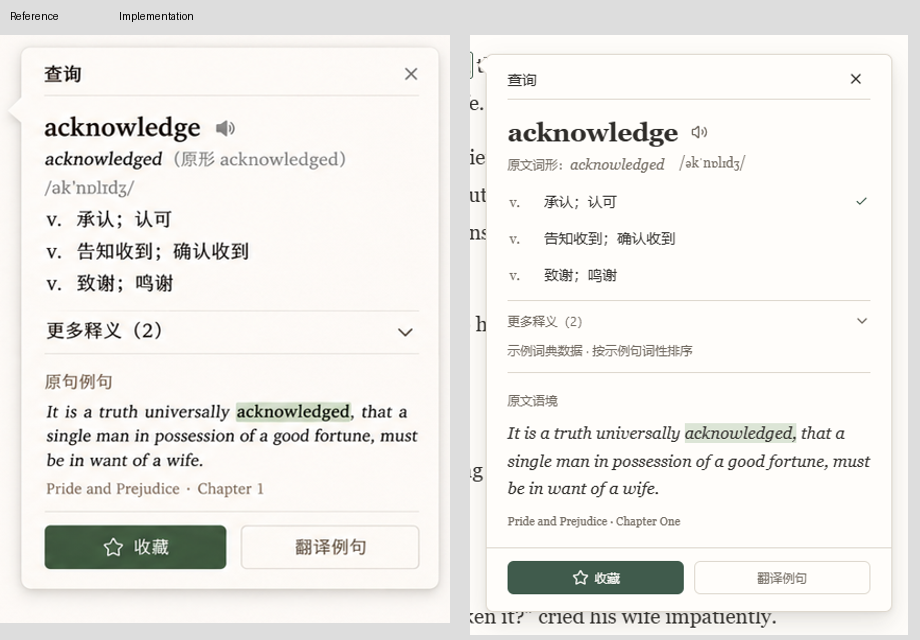 Reference
Implementation
查询
acknowledge
acknowledged（原形 acknowledged）
/ək'nɒlɪdʒ/
v. 承认；认可
v. 告知收到；确认收到
v. 致谢；鸣谢
更多释义（2）
原句例句
It is a truth universally acknowledged, that a
single man in possession of a good fortune, must
be in want of a wife.
Pride and Prejudice · Chapter 1
收藏
翻译例句
e.
ie
ut
ns
h
查询
acknowledge
原文词形：acknowledged /əkˈnɒlɪdʒ/
v. 承认；认可
v. 告知收到；确认收到
v. 致谢；鸣谢
更多释义（2）
示例词典数据 · 按示例句词性排序
原文语境
It is a truth universally acknowledged, that a
single man in possession of a good fortune, must
be in want of a wife.
Pride and Prejudice · Chapter One
收藏
翻译例句
ken it?" cried his wife impatiently.